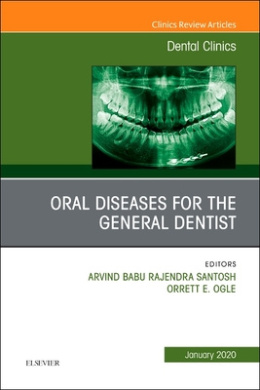 Clinics Review Articles
Dental Clinics
ORAL DISEASES FOR THE
GENERAL DENTIST
EDITORS
ARVIND BABU RAJENDRA SANTOSH
ORRETT E. OGLE
ELSEVIER
January 2020